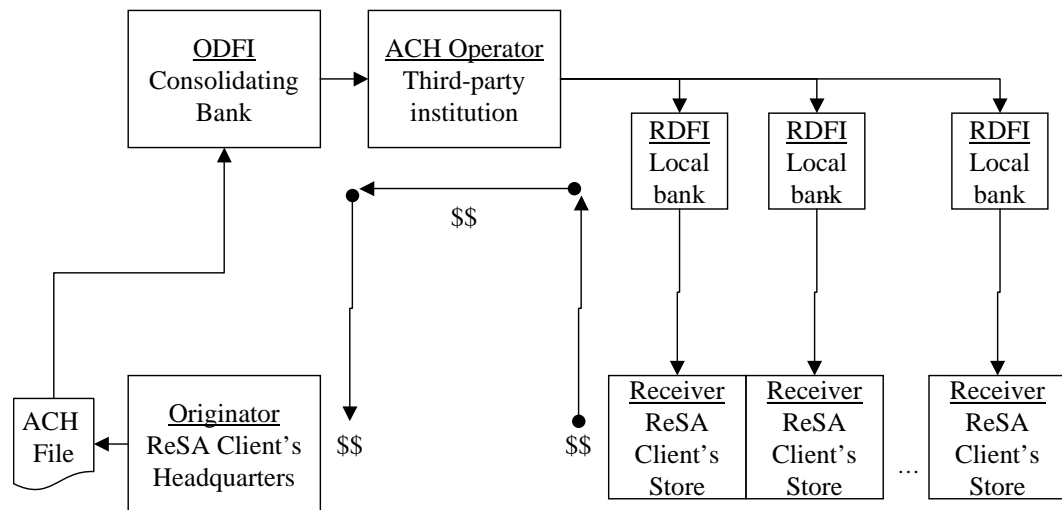 ODFI
Consolidating
Bank
ACH Operator
Third-party
institution
RDFI
Local
bank
RDFI
Local
bank
RDFI
Local
bank
...
$$
ACH
File
Originator
ReSA Client's
Headquarters
$$
$$
Receiver
ReSA
Client's
Store
Receiver
ReSA
Client's
Store
...
Receiver
ReSA
Client's
Store